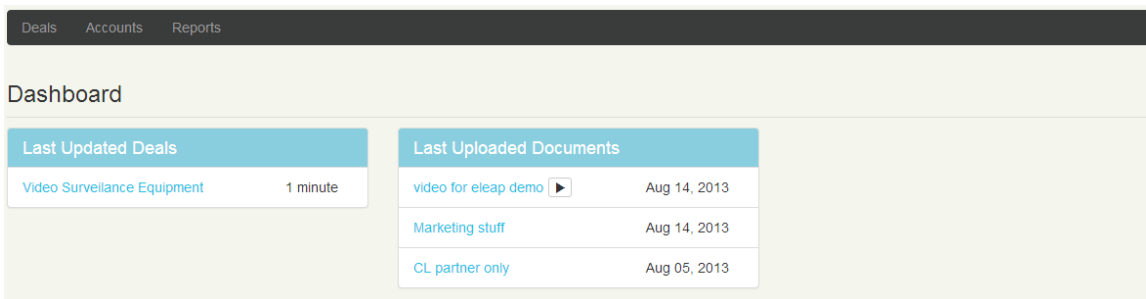 Deals Accounts Reports
Dashboard
Last Updated Deals
Video Surveilance Equipment 1 minute
Last Uploaded Documents
video for eleap demo Aug 14, 2013
Marketing stuff Aug 14, 2013
CL partner only Aug 05, 2013